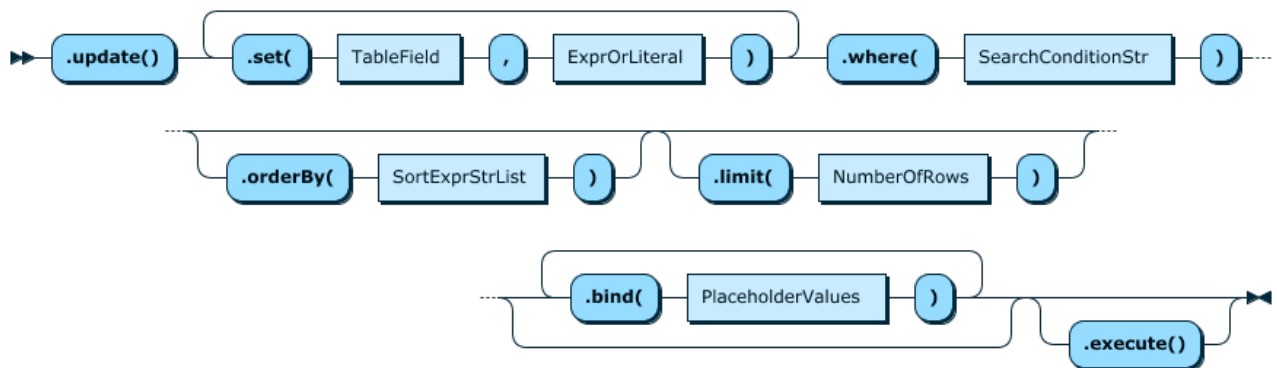 .update() .set( TableField , ExprOrLiteral ) .where( SearchConditionStr )
.orderBy( SortExprStrList ) .limit( NumberOfRows )
.bind( PlaceholderValues )
.execute()